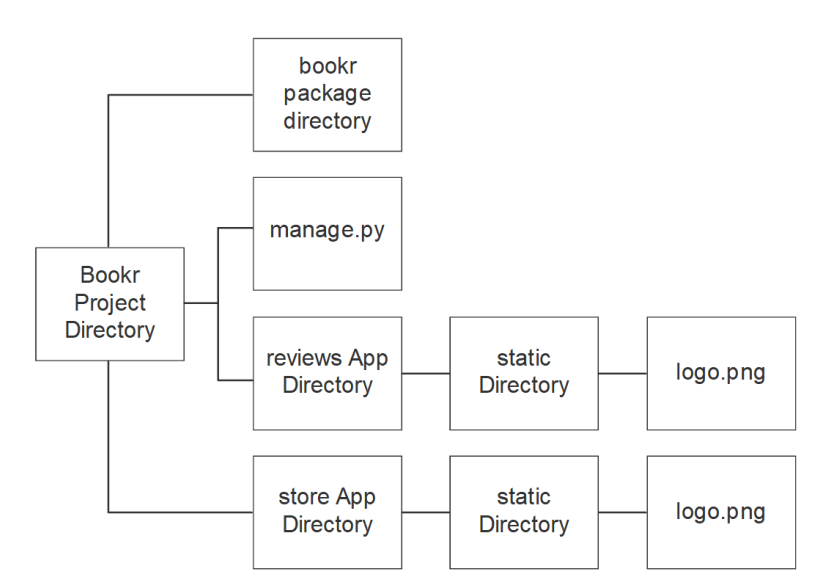 bookr
package
directory
manage.py
Bookr
Project
Directory
reviews App
Directory
static
Directory
logo.png
store App
Directory
static
Directory
logo.png